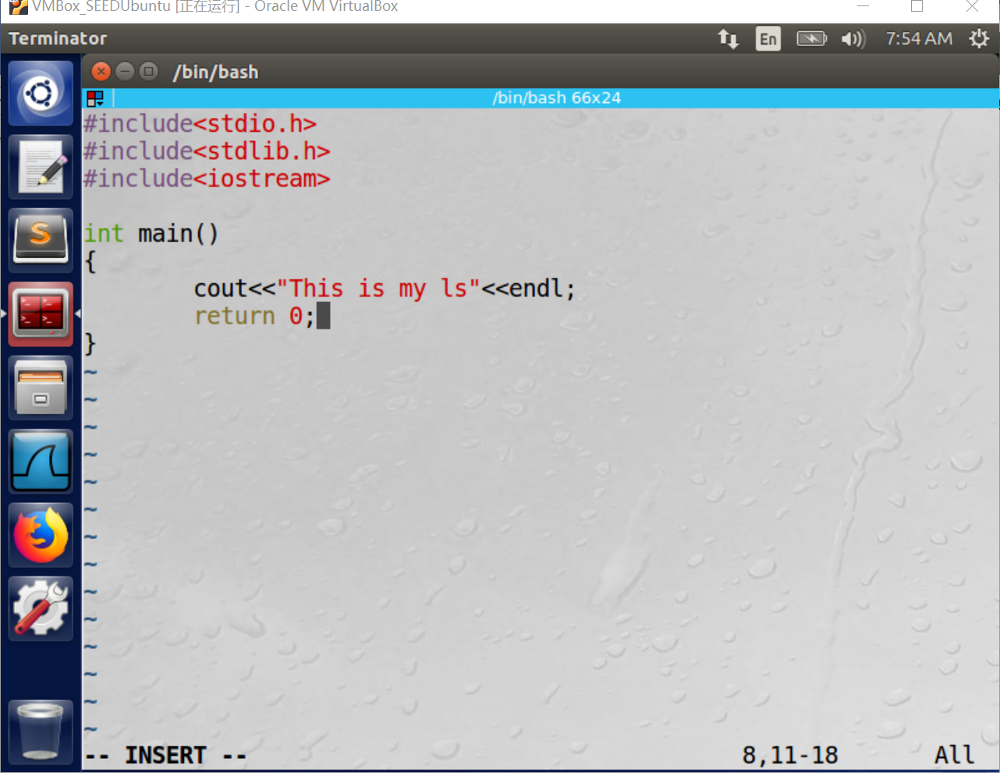 VMBox_SEEDUbuntu [正在运行] - Oracle VM VirtualBox
Terminator
En
7:54 AM
/bin/bash
/bin/bash 66x24
#include<stdio.h>
#include<stdlib.h>
#include<iostream>
int main()
{
cout<<"This is my ls"<<endl;
return 0;
}
~
~
~
~
~
~
~
~
~
~
~
~
~
~
-- INSERT -- 8,11-18 All